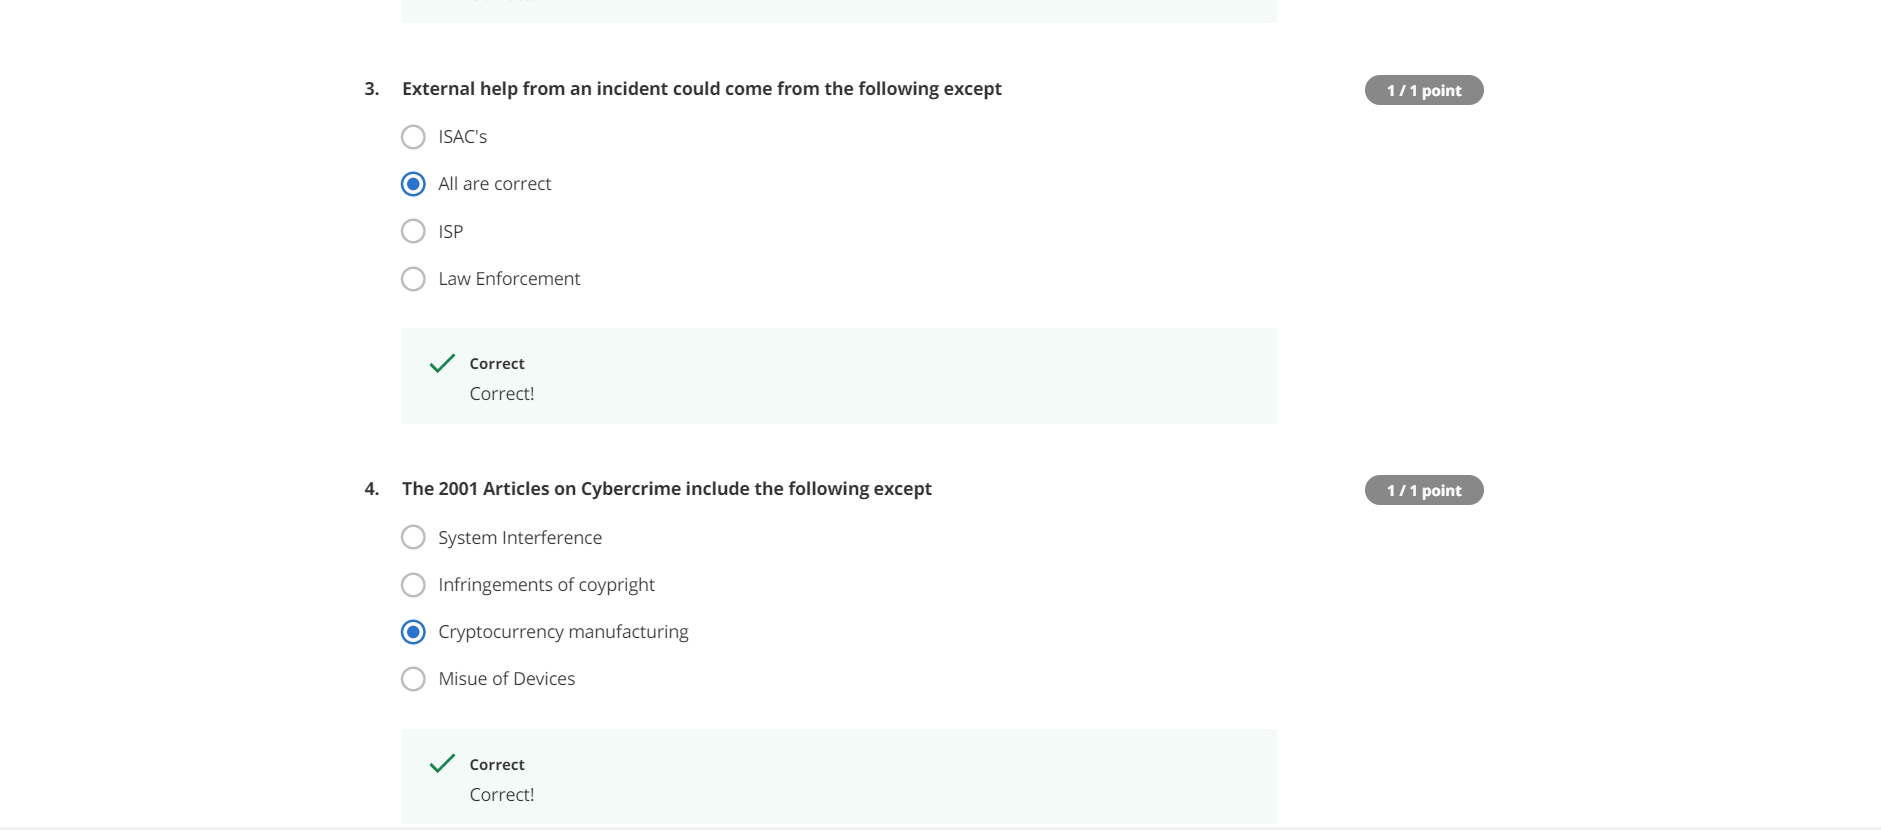 3. External help from an incident could come from the following except
1 / 1 point
ISAC's
All are correct
ISP
Law Enforcement
Correct
Correct!
4. The 2001 Articles on Cybercrime include the following except
1 / 1 point
System Interference
Infringements of coypright
Cryptocurrency manufacturing
Misue of Devices
Correct
Correct!